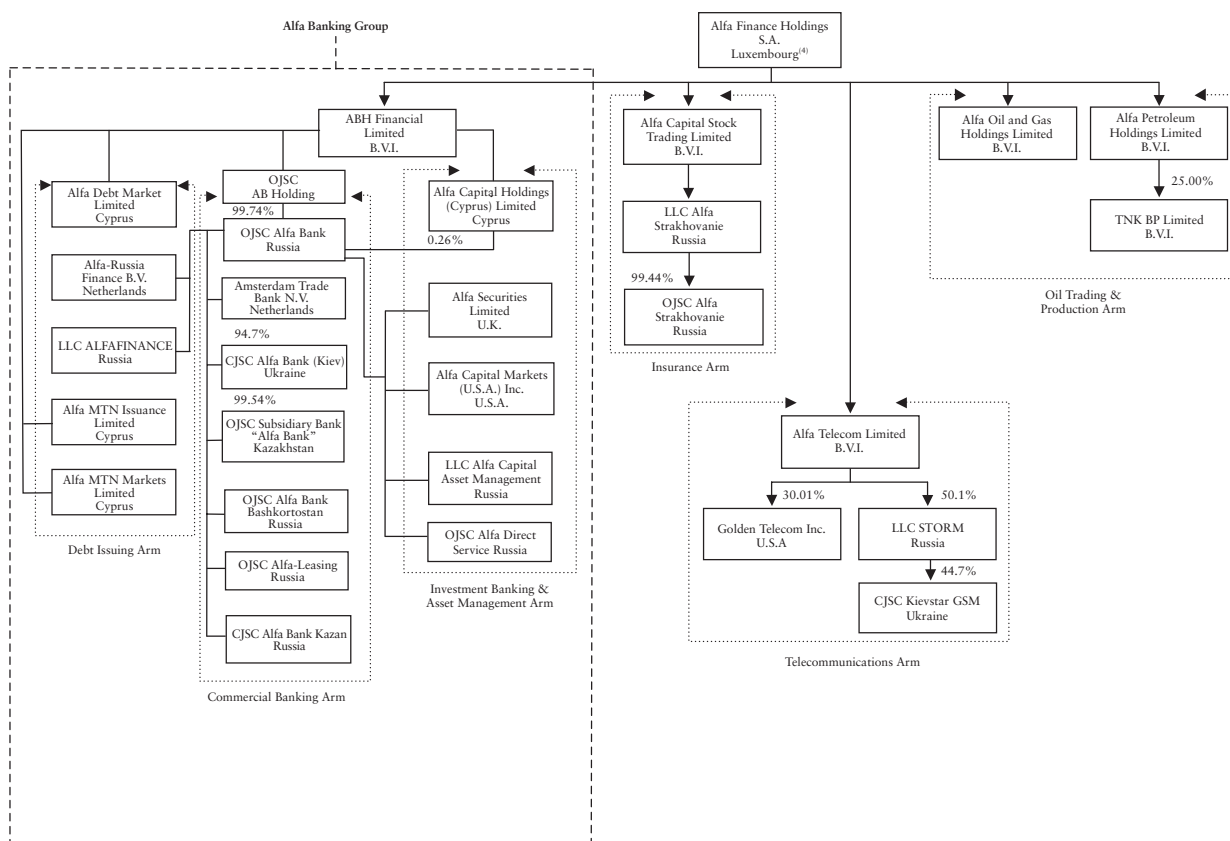 Alfa Banking Group
Alfa Finance Holdings
S.A.
Luxembourg(4)
ABH Financial
Limited
B.V.I.
Alfa Debt Market
Limited
Cyprus
Alfa-Russia
Finance B.V.
Netherlands
LLC ALFAFINANCE
Russia
Alfa MTN Issuance
Limited
Cyprus
Alfa MTN Markets
Limited
Cyprus
Debt Issuing Arm
OJSC
AB Holding
99.74%
OJSC Alfa Bank
Russia
Amsterdam Trade
Bank N.V.
Netherlands
94.7%
CJSC Alfa Bank (Kiev)
Ukraine
99.54%
OJSC Subsidiary Bank
“Alfa Bank”
Kazakhstan
OJSC Alfa Bank
Bashkortostan
Russia
OJSC Alfa-Leasing
Russia
CJSC Alfa Bank Kazan
Russia
Commercial Banking Arm
Alfa Capital Holdings
(Cyprus) Limited
Cyprus
0.26%
Alfa Securities
Limited
U.K.
Alfa Capital Markets
(U.S.A.) Inc.
U.S.A.
LLC Alfa Capital
Asset Management
Russia
OJSC Alfa Direct
Service Russia
Investment Banking &
Asset Management Arm
Alfa Capital Stock
Trading Limited
B.V.I.
LLC Alfa
Strakhovanie
Russia
99.44%
OJSC Alfa
Strakhovanie
Russia
Insurance Arm
Alfa Telecom Limited
B.V.I.
30.01%
Golden Telecom Inc.
U.S.A
50.1%
LLC STORM
Russia
44.7%
CJSC Kievstar GSM
Ukraine
Telecommunications Arm
Alfa Oil and Gas
Holdings Limited
B.V.I.
Alfa Petroleum
Holdings Limited
B.V.I.
25.00%
TNK BP Limited
B.V.I.
Oil Trading &
Production Arm